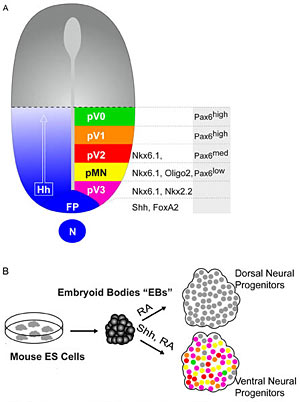 A
pV0 Pax6high
pV1 Pax6high
pV2 Nkx6.1, Pax6med
pMN Nkx6.1, Oligo2, Pax6low
Hh pV3 Nkx6.1, Nkx2.2
FP Shh, FoxA2
N
B
Dorsal Neural
Progenitors
Embryoid Bodies “EBs”
RA
Shh, RA
Mouse ES Cells
Ventral Neural
Progenitors